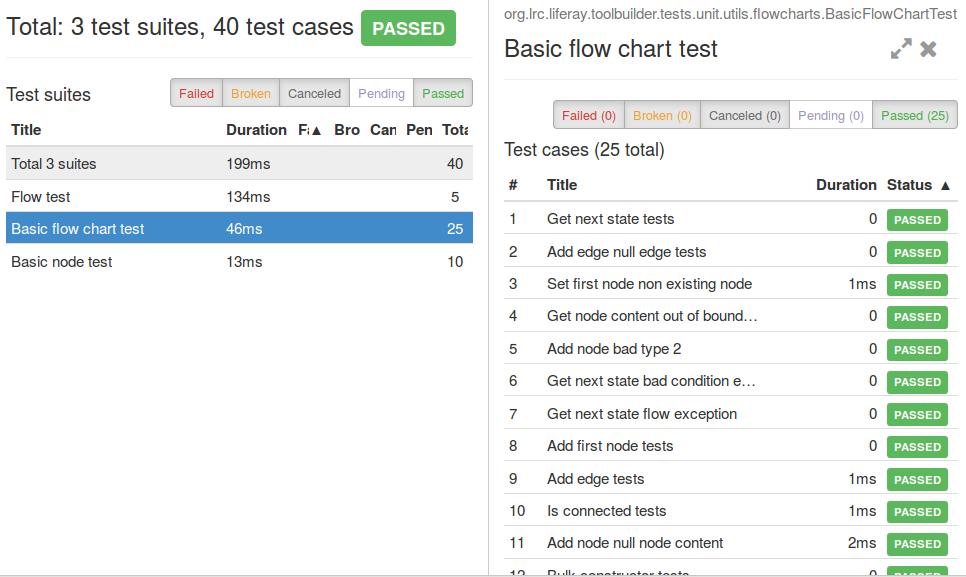 Total: 3 test suites, 40 test cases PASSED
Test suites
Failed Broken Canceled Pending Passed
Title Duration Fa▲ Bro Can Pen Tota
Total 3 suites 199ms 40
Flow test 134ms 5
Basic flow chart test 46ms 25
Basic node test 13ms 10
org.lrc.liferay.toolbuilder.tests.unit.utils.flowcharts.BasicFlowChartTest
Basic flow chart test
Failed (0) Broken (0) Canceled (0) Pending (0) Passed (25)
Test cases (25 total)
# Title Duration Status ▲
1 Get next state tests 0 PASSED
2 Add edge null edge tests 0 PASSED
3 Set first node non existing node 1ms PASSED
4 Get node content out of bound… 0 PASSED
5 Add node bad type 2 0 PASSED
6 Get next state bad condition e… 0 PASSED
7 Get next state flow exception 0 PASSED
8 Add first node tests 0 PASSED
9 Add edge tests 1ms PASSED
10 Is connected tests 1ms PASSED
11 Add node null node content 2ms PASSED
12 Bulk constructor tests 0 PASSED